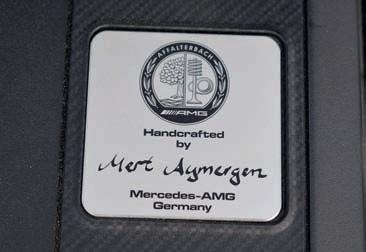 AFFALTERBACH
AMG
Handcrafted
by
Mert Aymergen
Mercedes-AMG
Germany